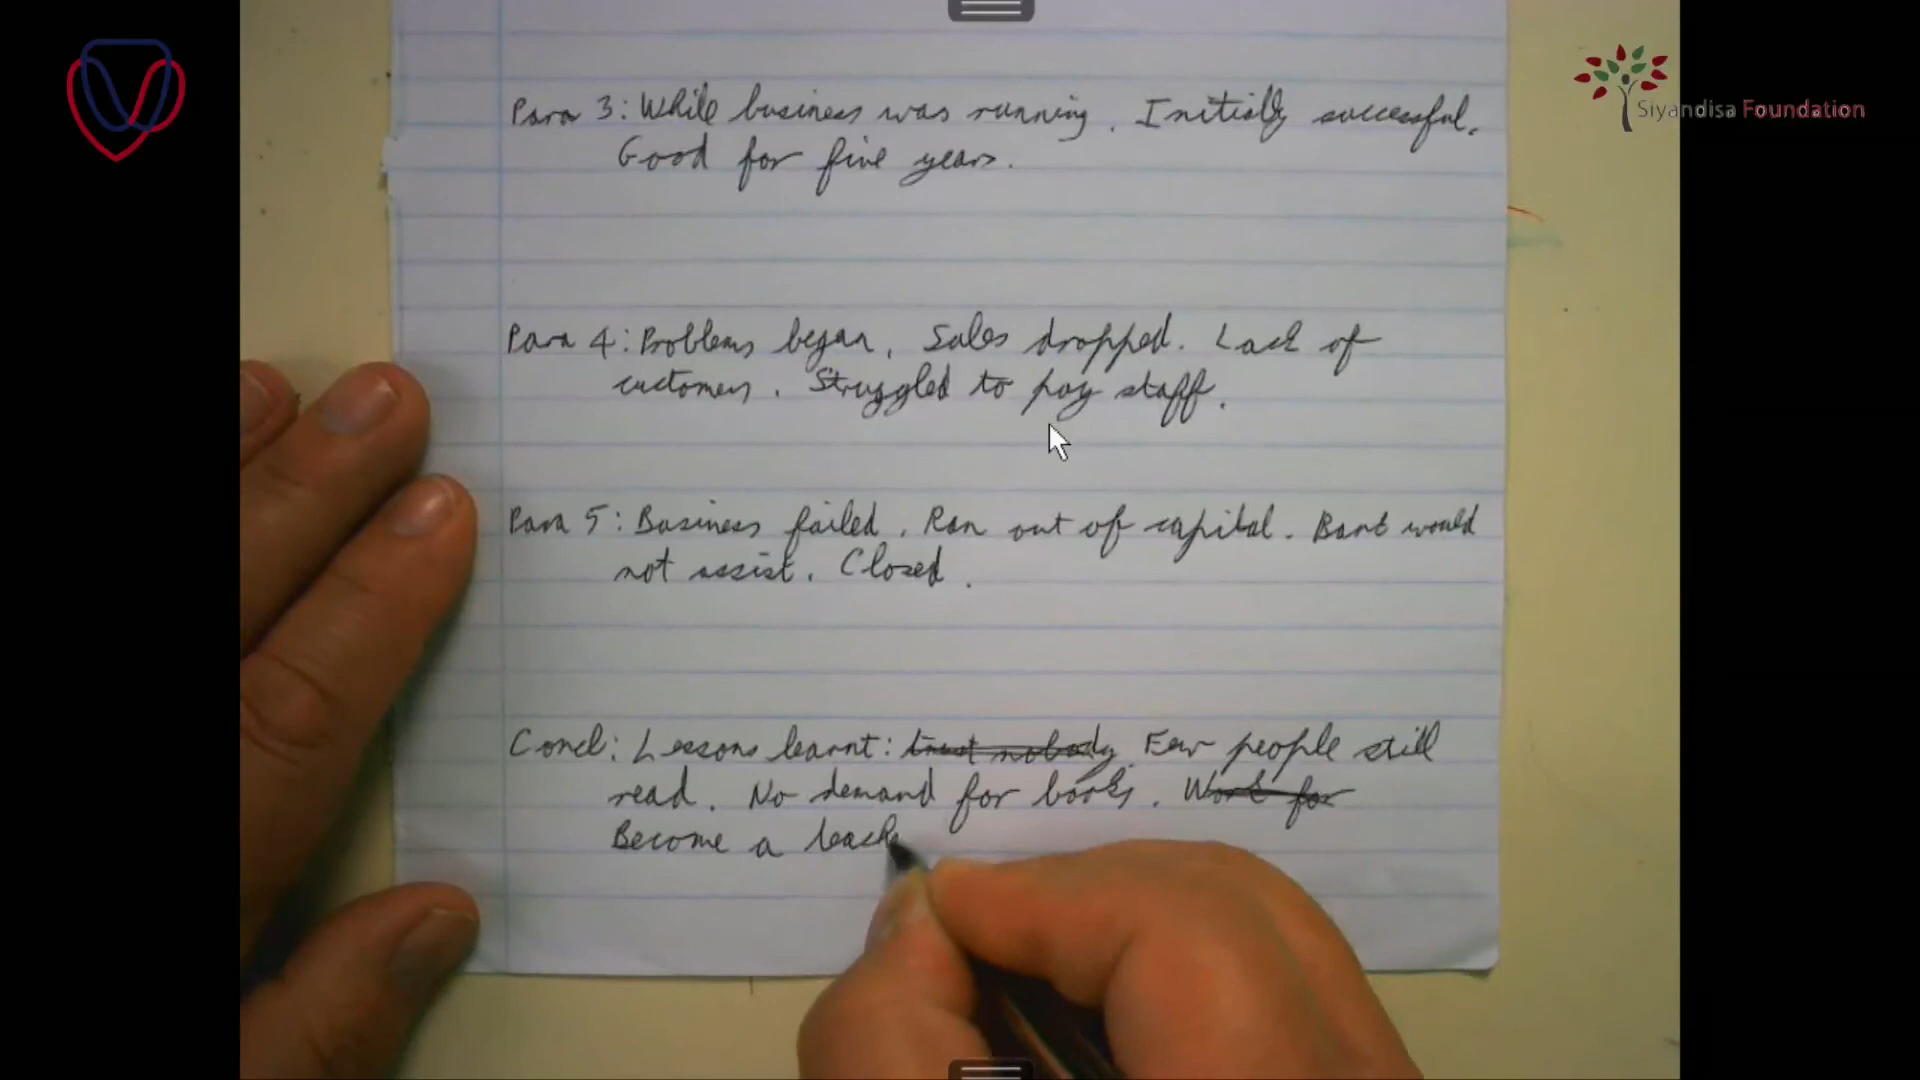 Siyandisa Foundation
Para 3: While business was running. Initially successful.
Good for five years.
Para 4: Problems began. Sales dropped. Lack of
customers. Struggled to pay staff.
Para 5: Business failed. Ran out of capital. Bank would
not assist. Closed.
Concl: Lessons learnt: trust nobody. Few people still
read. No demand for books. Work for
Become a teach